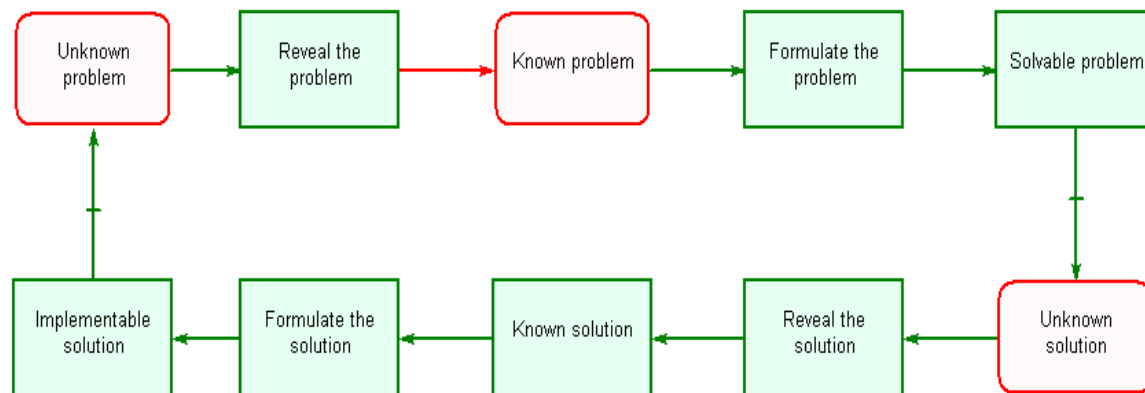 Unknown
problem
Reveal the
problem
Known problem
Formulate the
problem
Solvable problem
Implementable
solution
Formulate the
solution
Known solution
Reveal the
solution
Unknown
solution